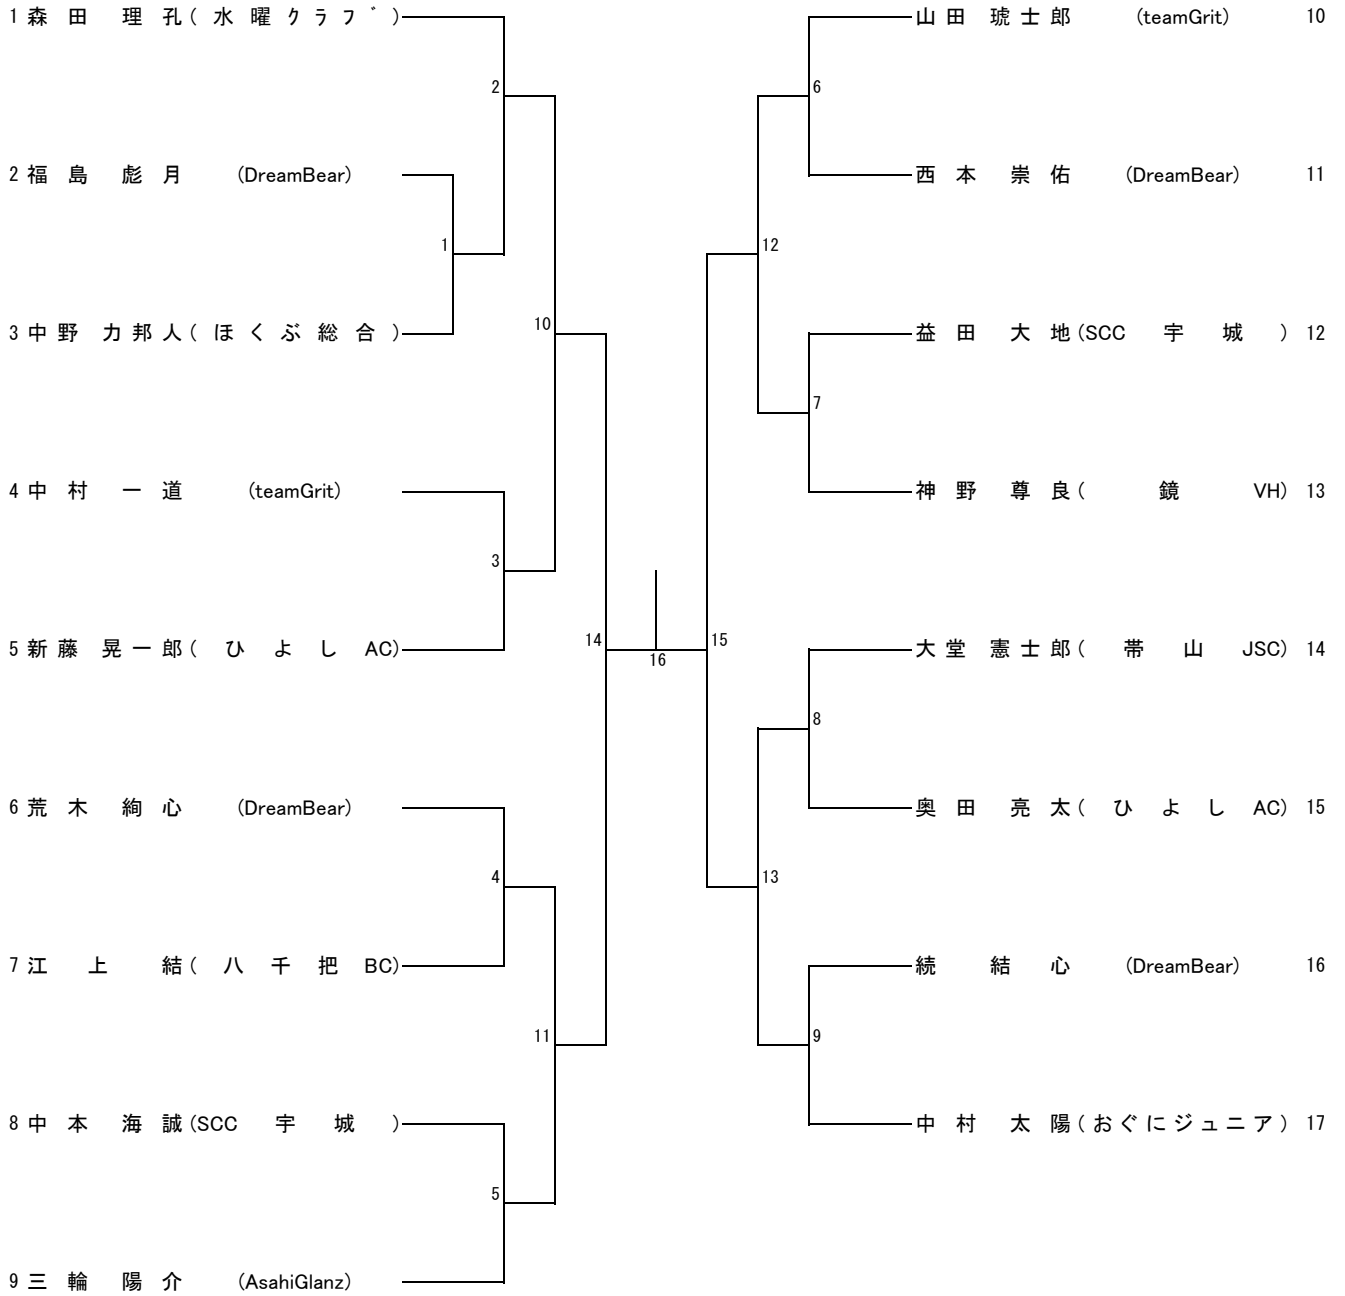 1 森田 理孔(水曜ｸﾗﾌﾞ)
山田 琥士郎 (teamGrit) 10
2
6
2 福島 彪月 (DreamBear)
西本 崇佑 (DreamBear) 11
1
12
3 中野 力邦人(ほくぶ総合)
10
益田 大地(SCC 宇城) 12
7
4 中村 一道 (teamGrit)
神野 尊良(鏡 VH) 13
3
5 新藤 晃一郎(ひよし AC)
14
15
大堂 憲士郎(帯山 JSC) 14
16
8
6 荒木 絢心 (DreamBear)
奥田 亮太(ひよし AC) 15
4
13
7 江上 結(八千把 BC)
続 結心 (DreamBear) 16
11
9
8 中本 海誠(SCC 宇城)
中村 太陽(おぐにジュニア) 17
5
9 三輪 陽介 (AsahiGlanz)